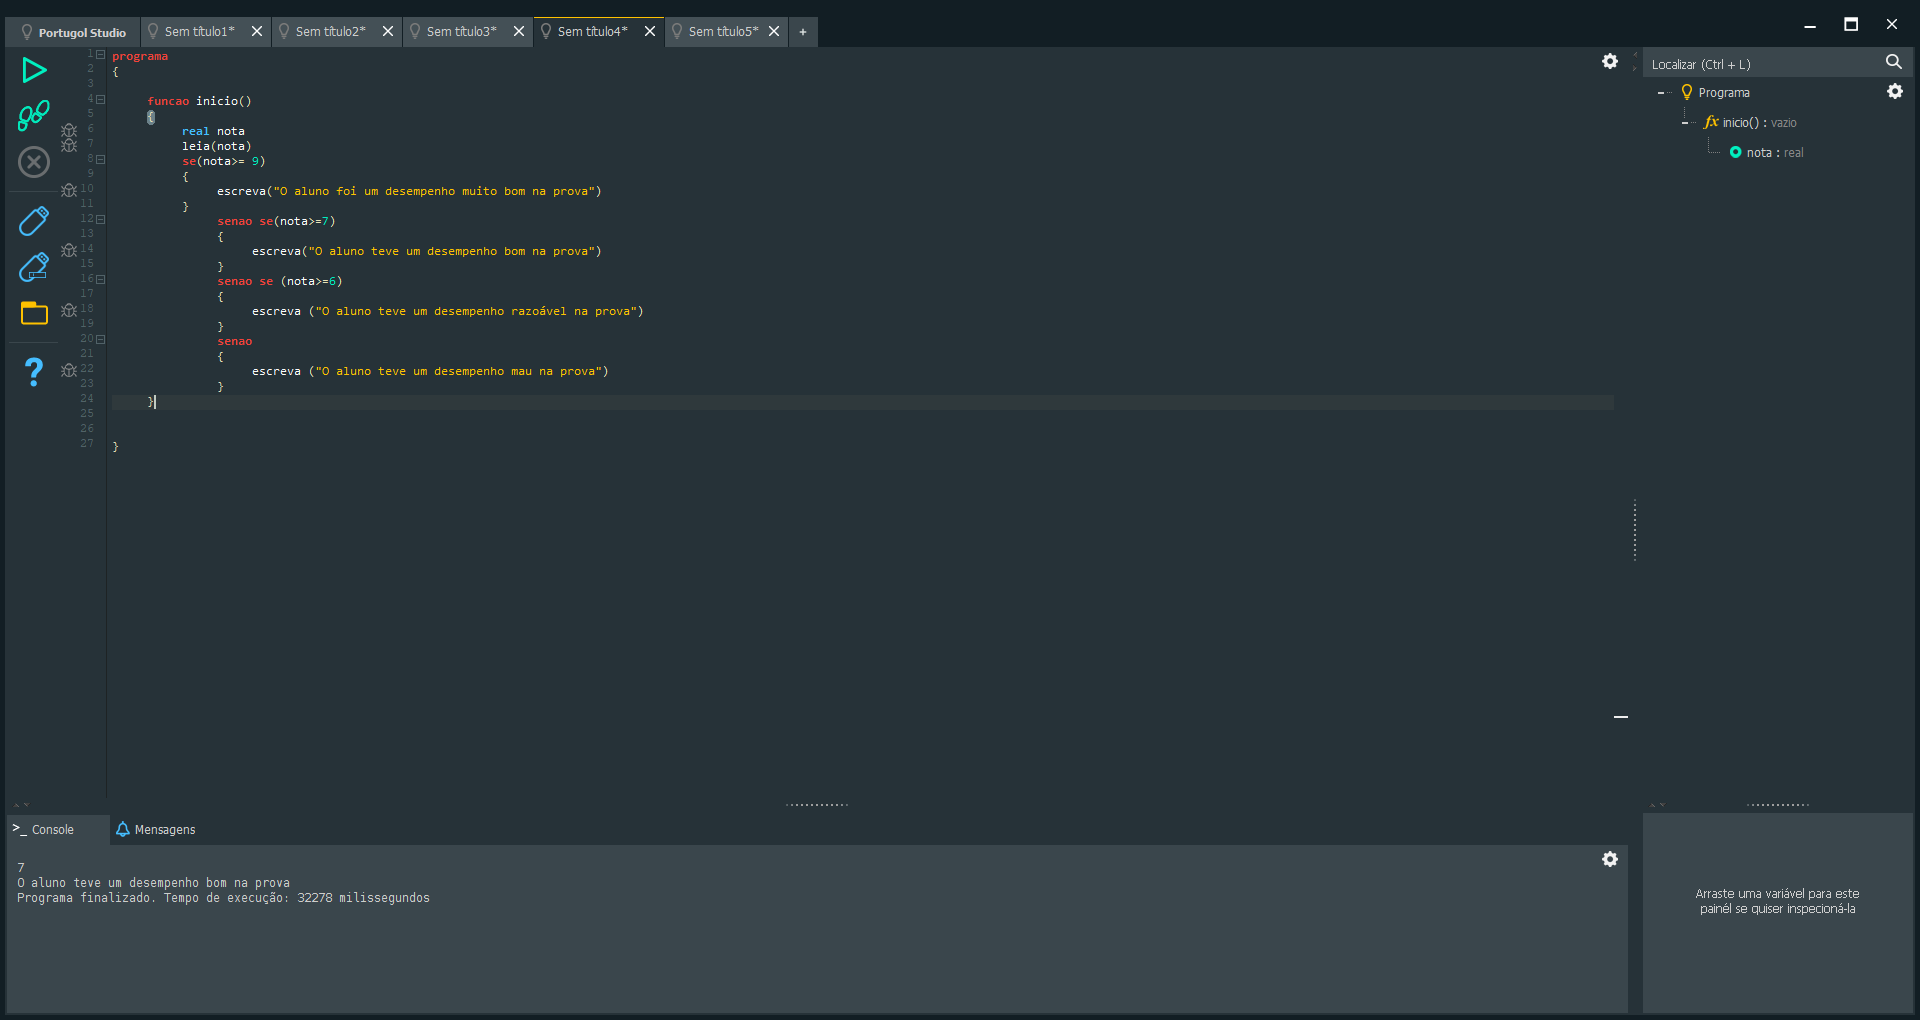 Portugol Studio
Sem título1*
Sem título2*
Sem título3*
Sem título4*
Sem título5*
+
1 programa
2 {
3
4 funcao inicio()
5 {
6 real nota
7 leia(nota)
8 se(nota>= 9)
9 {
10 escreva("O aluno foi um desempenho muito bom na prova")
11 }
12 senao se(nota>=7)
13 {
14 escreva("O aluno teve um desempenho bom na prova")
15 }
16 senao se (nota>=6)
17 {
18 escreva ("O aluno teve um desempenho razoável na prova")
19 }
20 senao
21 {
22 escreva ("O aluno teve um desempenho mau na prova")
23 }
24 }
25
26
27 }
Localizar (Ctrl + L)
Programa
fx inicio() : vazio
nota : real
>_ Console
Mensagens
7
O aluno teve um desempenho bom na prova
Programa finalizado. Tempo de execução: 32278 milissegundos
Arraste uma variável para este
painél se quiser inspecioná-la